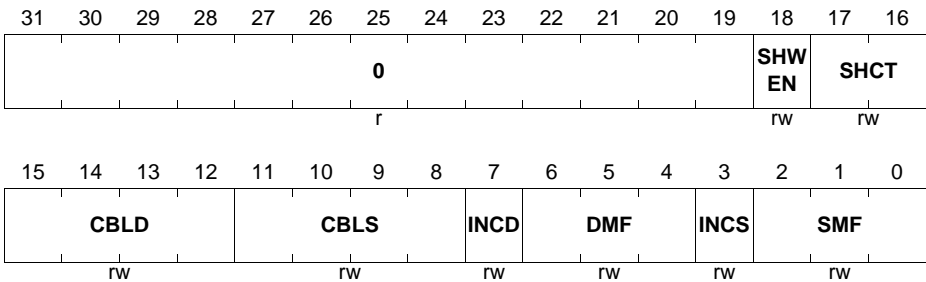 31 30 29 28 27 26 25 24 23 22 21 20 19 18 17 16
0 SHW EN SHCT
r rw rw
15 14 13 12 11 10 9 8 7 6 5 4 3 2 1 0
CBLD CBLS INCD DMF INCS SMF
rw rw rw rw rw rw